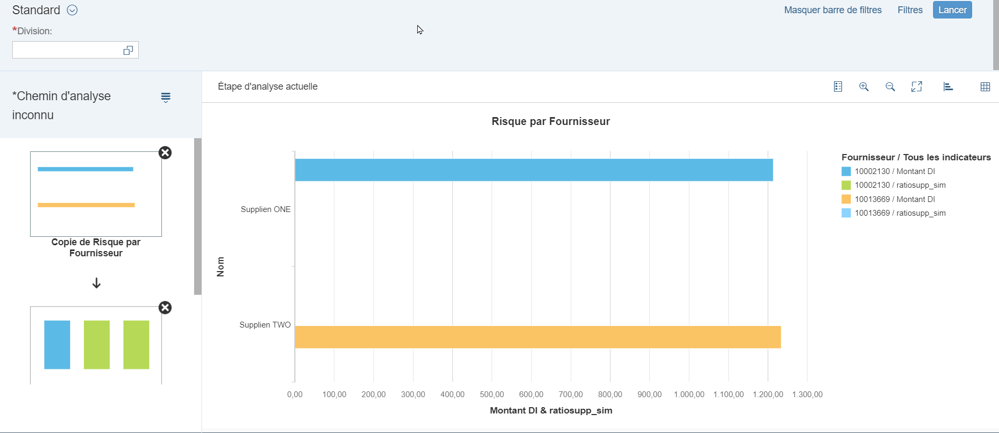 Standard
Masquer barre de filtres Filtres Lancer
*Division:
*Chemin d'analyse
inconnu
Copie de Risque par
Fournisseur
Étape d'analyse actuelle
Risque par Fournisseur
Nom
Supplien ONE
Supplien TWO
0,00 100,00 200,00 300,00 400,00 500,00 600,00 700,00 800,00 900,00 1.000,00 1.100,00 1.200,00 1.300,00
Montant DI & ratiosupp_sim
Fournisseur / Tous les indicateurs
10002130 / Montant DI
10002130 / ratiosupp_sim
10013669 / Montant DI
10013669 / ratiosupp_sim